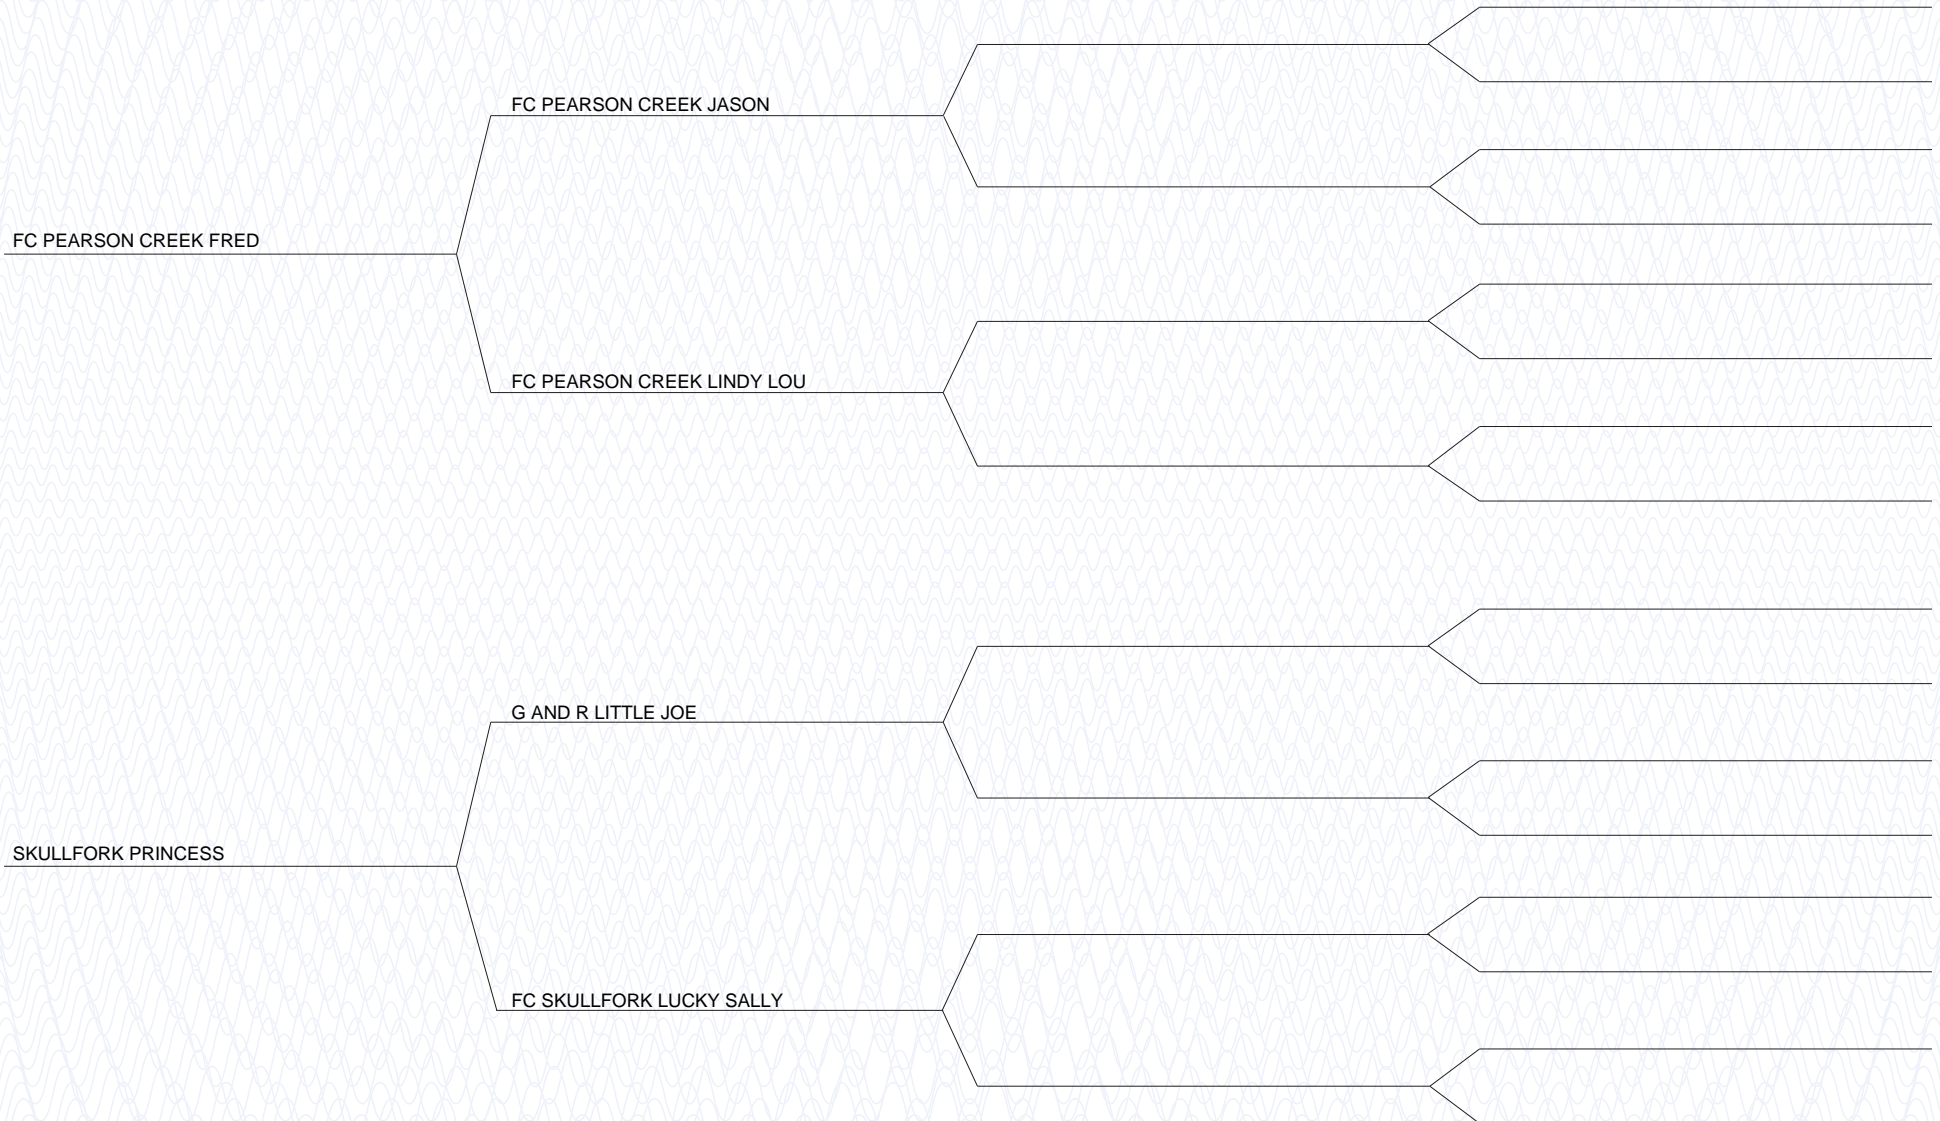 FC PEARSON CREEK JASON
FC PEARSON CREEK FRED
FC PEARSON CREEK LINDY LOU
G AND R LITTLE JOE
SKULLFORK PRINCESS
FC SKULLFORK LUCKY SALLY